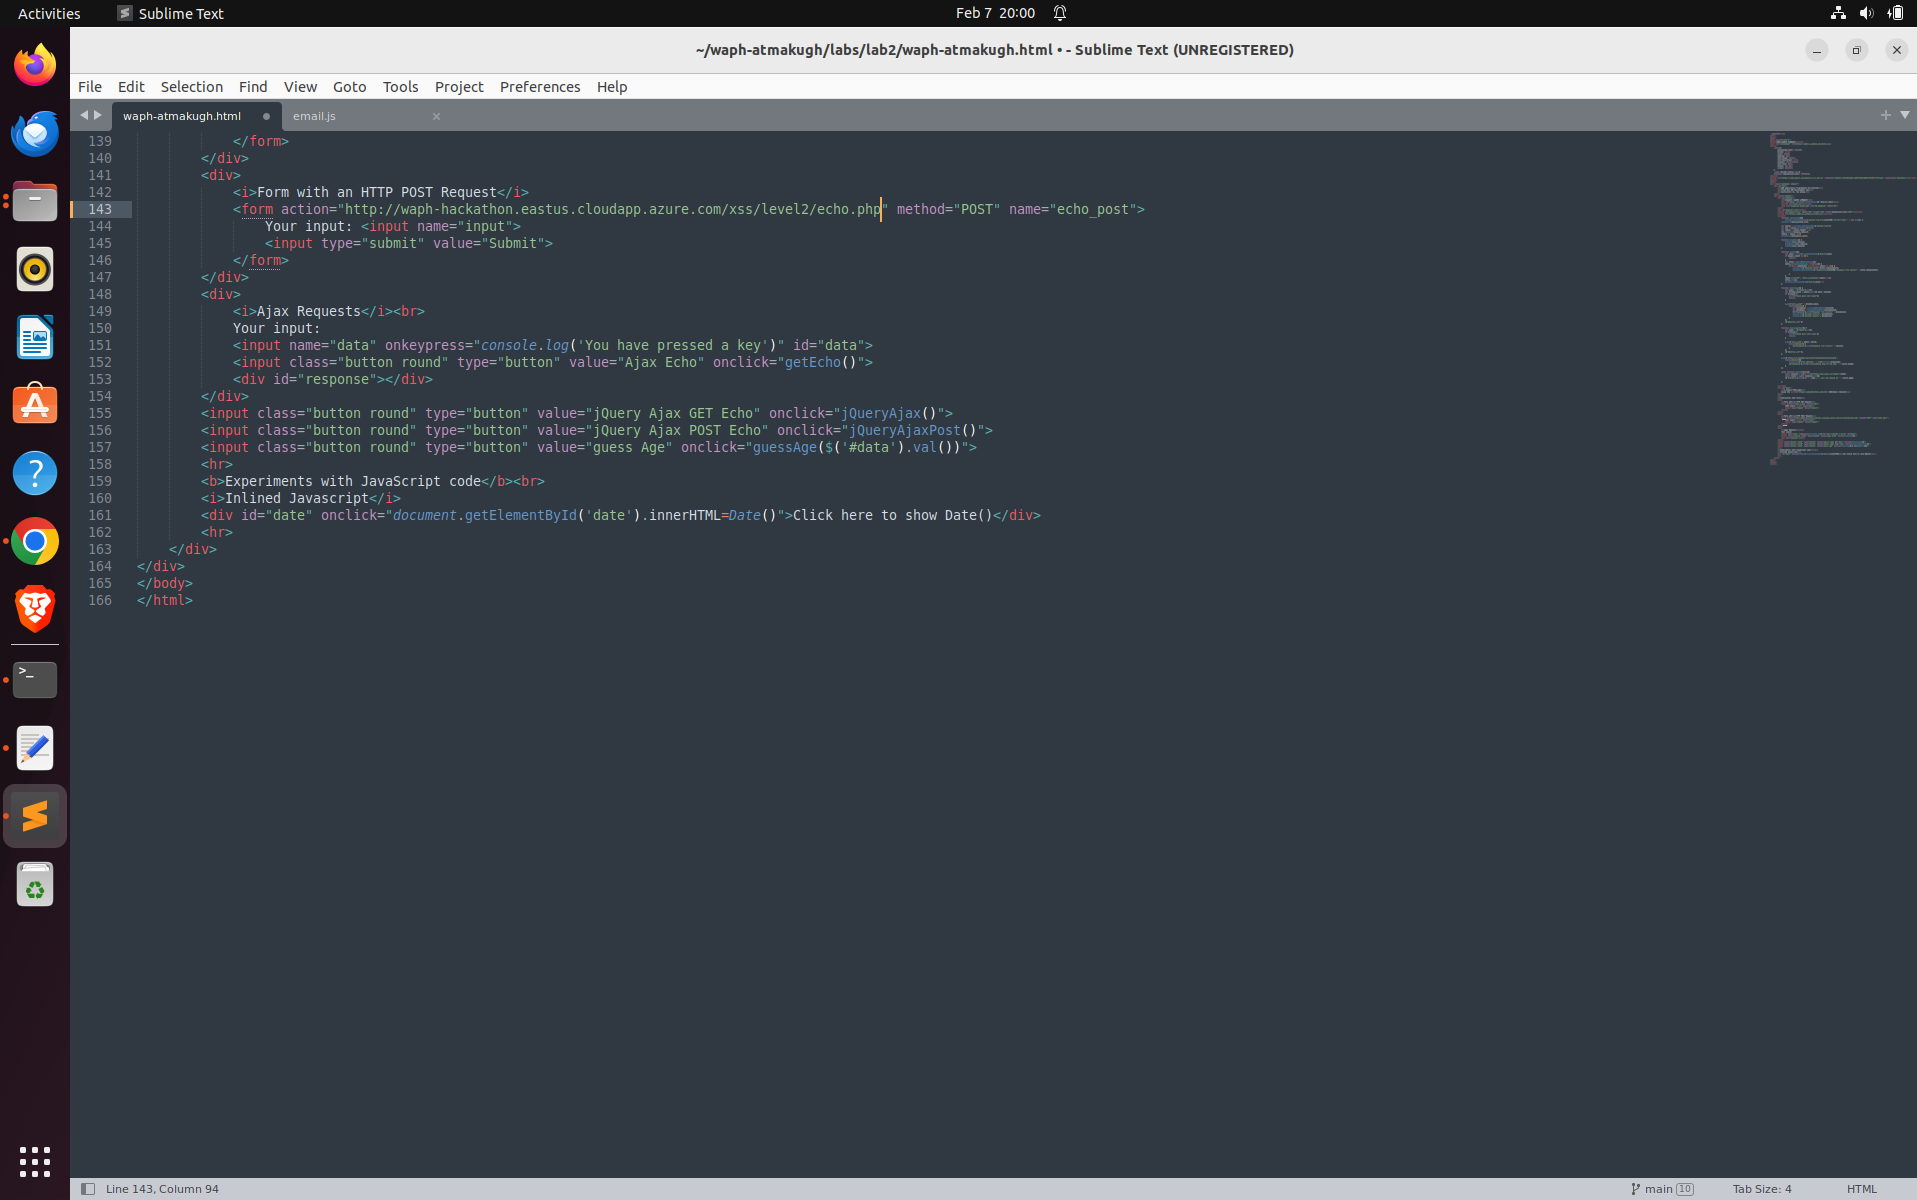 Activities Sublime Text Feb 7 20:00
~/waph-atmakugh/labs/lab2/waph-atmakugh.html • - Sublime Text (UNREGISTERED)
File Edit Selection Find View Goto Tools Project Preferences Help
waph-atmakugh.html email.js
139 </form>
140 </div>
141 <div>
142 <i>Form with an HTTP POST Request</i>
143 <form action="http://waph-hackathon.eastus.cloudapp.azure.com/xss/level2/echo.php" method="POST" name="echo_post">
144 Your input: <input name="input">
145 <input type="submit" value="Submit">
146 </form>
147 </div>
148 <div>
149 <i>Ajax Requests</i><br>
150 Your input:
151 <input name="data" onkeypress="console.log('You have pressed a key')" id="data">
152 <input class="button round" type="button" value="Ajax Echo" onclick="getEcho()">
153 <div id="response"></div>
154 </div>
155 <input class="button round" type="button" value="jQuery Ajax GET Echo" onclick="jQueryAjax()">
156 <input class="button round" type="button" value="jQuery Ajax POST Echo" onclick="jQueryAjaxPost()">
157 <input class="button round" type="button" value="guess Age" onclick="guessAge($('#data').val())">
158 <hr>
159 <b>Experiments with JavaScript code</b><br>
160 <i>Inlined Javascript</i>
161 <div id="date" onclick="document.getElementById('date').innerHTML=Date()">Click here to show Date()</div>
162 <hr>
163 </div>
164 </div>
165 </body>
166 </html>
Line 143, Column 94 main 10 Tab Size: 4 HTML